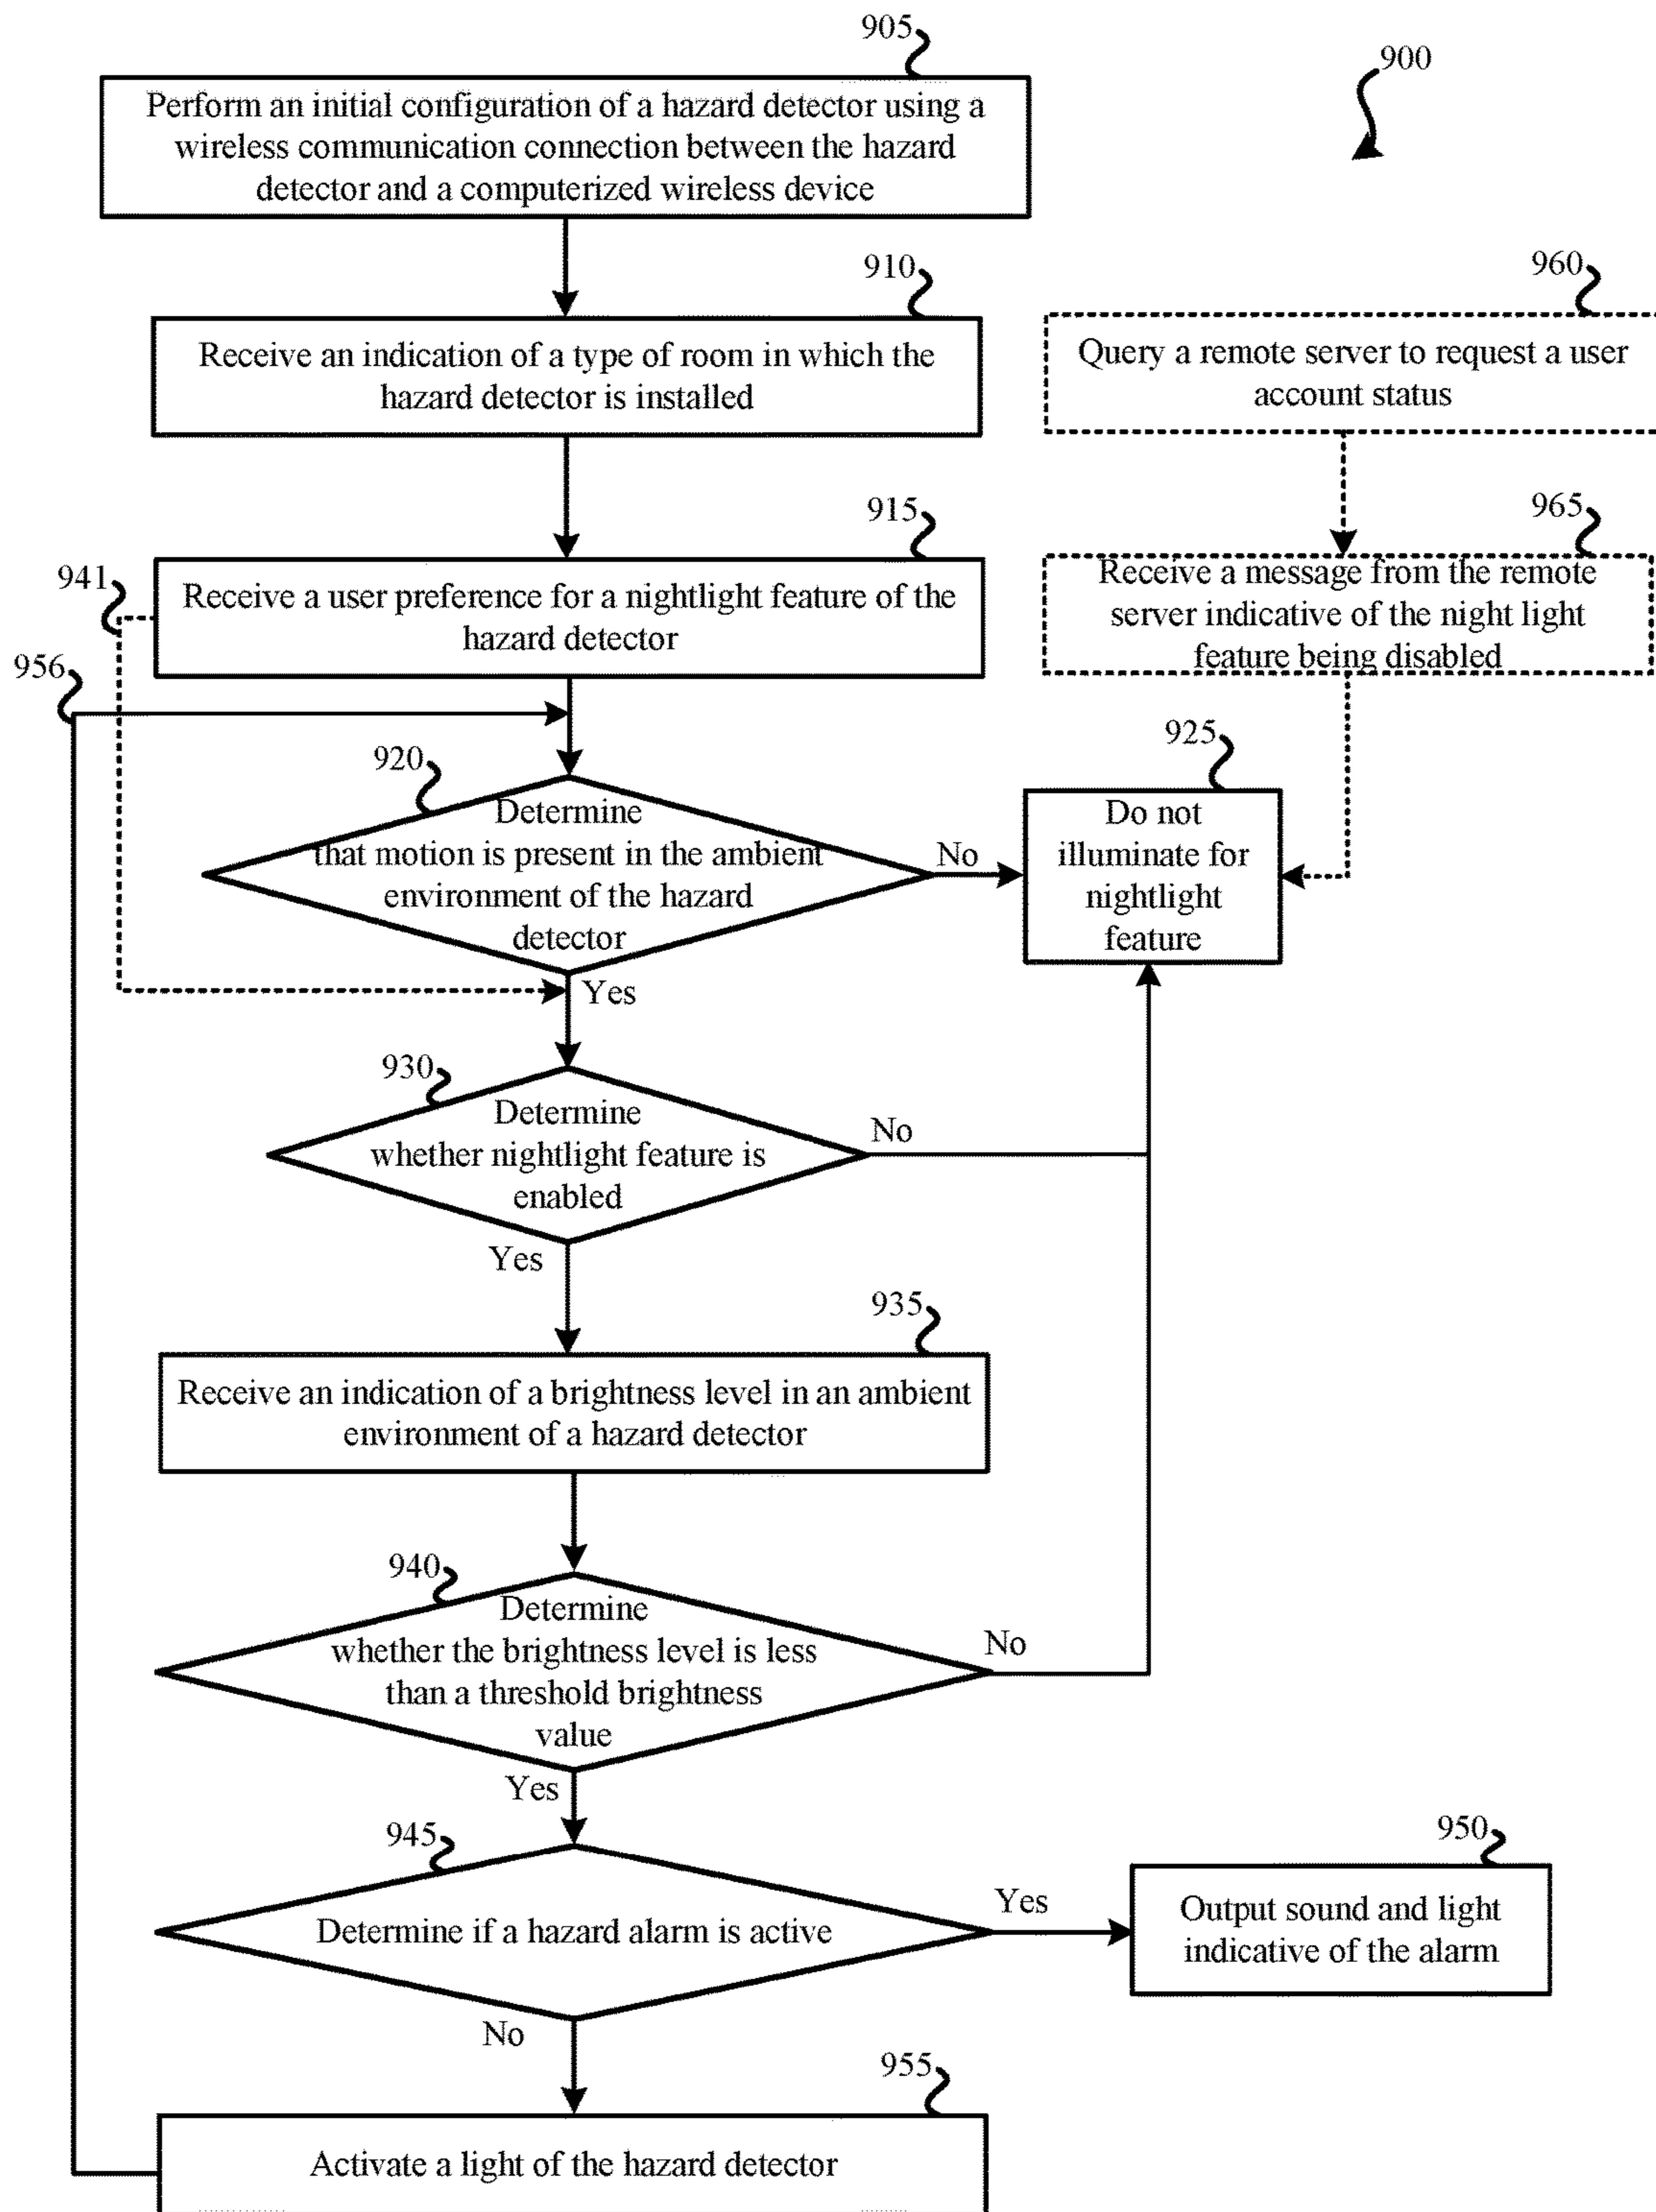 905
900
Perform an initial configuration of a hazard detector using a
wireless communication connection between the hazard
detector and a computerized wireless device
910
960
Receive an indication of a type of room in which the
hazard detector is installed
Query a remote server to request a user
account status
915
965
941
Receive a user preference for a nightlight feature of the
hazard detector
Receive a message from the remote
server indicative of the night light
feature being disabled
956
925
920
Determine
that motion is present in the ambient
environment of the hazard
detector
No
Do not
illuminate for
nightlight
feature
Yes
930
Determine
whether nightlight feature is
enabled
No
Yes
935
Receive an indication of a brightness level in an ambient
environment of a hazard detector
940
Determine
whether the brightness level is less
than a threshold brightness
value
No
Yes
945
950
Determine if a hazard alarm is active
Yes
Output sound and light
indicative of the alarm
No
955
Activate a light of the hazard detector